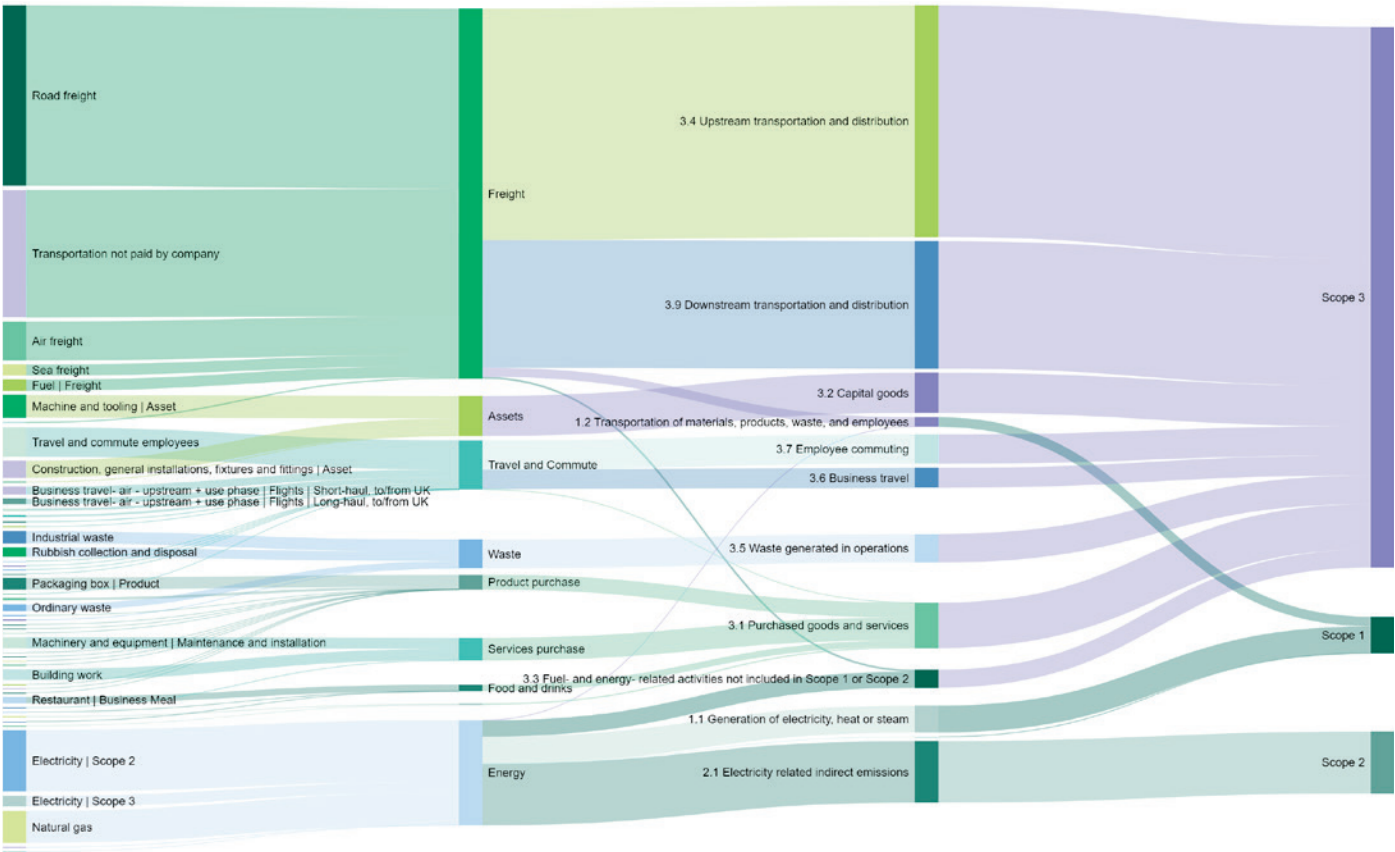 Road freight
Transportation not paid by company
Air freight
Sea freight
Fuel | Freight
Machine and tooling | Asset
Travel and commute employees
Construction, general installations, fixtures and fittings | Asset
Business travel- air - upstream + use phase | Flights | Short-haul, to/from UK
Business travel- air - upstream + use phase | Flights | Long-haul, to/from UK
Industrial waste
Rubbish collection and disposal
Packaging box | Product
Ordinary waste
Machinery and equipment | Maintenance and installation
Building work
Restaurant | Business Meal
Electricity | Scope 2
Electricity | Scope 3
Natural gas
Freight
Assets
Travel and Commute
Waste
Product purchase
Services purchase
Food and drinks
Energy
3.4 Upstream transportation and distribution
3.9 Downstream transportation and distribution
3.2 Capital goods
1.2 Transportation of materials, products, waste, and employees
3.7 Employee commuting
3.6 Business travel
3.5 Waste generated in operations
3.1 Purchased goods and services
3.3 Fuel- and energy- related activities not included in Scope 1 or Scope 2
1.1 Generation of electricity, heat or steam
2.1 Electricity related indirect emissions
Scope 3
Scope 1
Scope 2